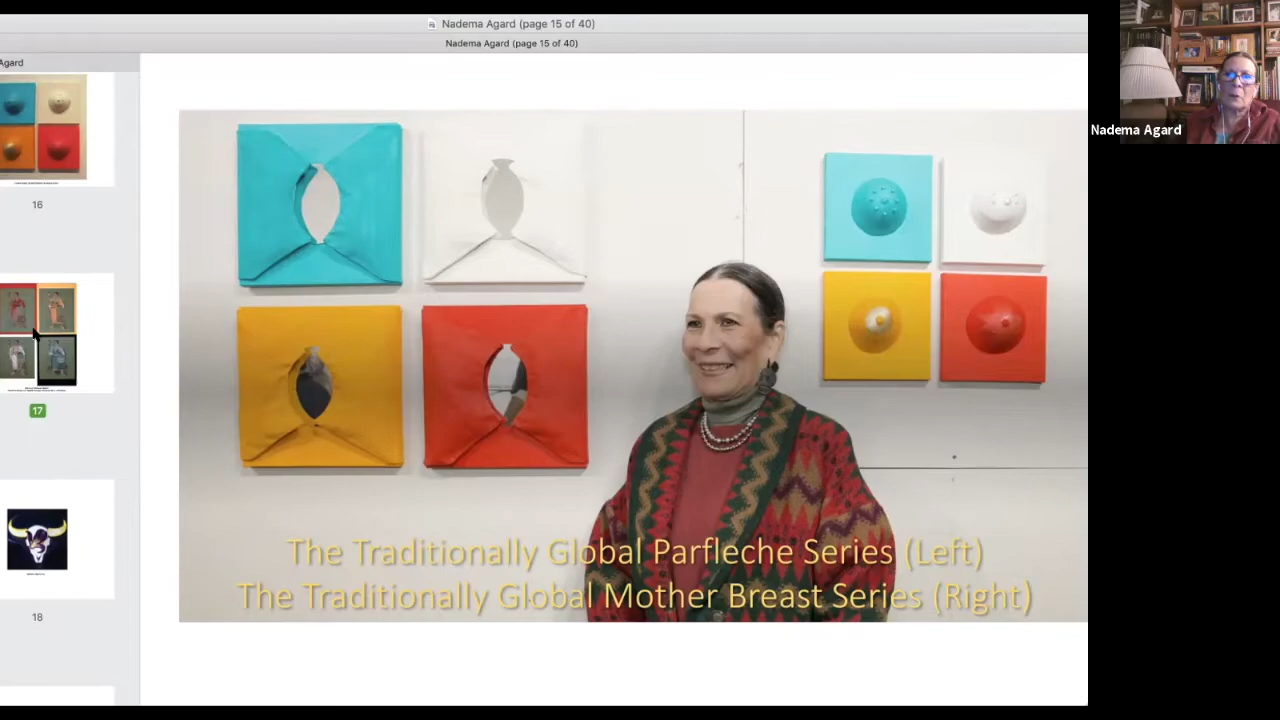 Nadema Agard (page 15 of 40)
Nadema Agard (page 15 of 40)
Agard
16
17
18
The Traditionally Global Parfleche Series (Left)
The Traditionally Global Mother Breast Series (Right)
Nadema Agard